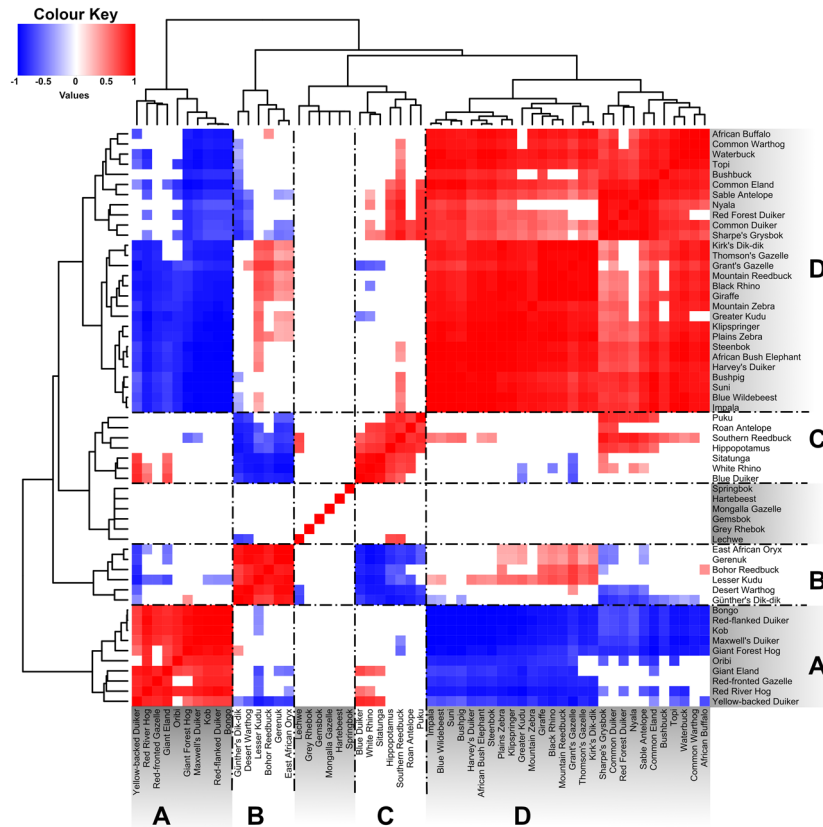 Colour Key
-1
-0.5
0
0.5
1
Values
African Buffalo
Common Warthog
Waterbuck
Topi
Bushbuck
Common Eland
Sable Antelope
Nyala
Red Forest Duiker
Common Duiker
Sharpe's Grysbok
Kirk's Dik-dik
Thomson's Gazelle
Grant's Gazelle
Mountain Reedbuck
Black Rhino
Giraffe
Mountain Zebra
Greater Kudu
Klipspringer
Plains Zebra
Steenbok
African Bush Elephant
Harvey's Duiker
Bushpig
Suni
Blue Wildebeest
Impala
D
Puku
Roan Antelope
Southern Reedbuck
Hippopotamus
Sitatunga
White Rhino
Blue Duiker
C
Springbok
Hartebeest
Mongalla Gazelle
Gemsbok
Grey Rhebok
Lechwe
East African Oryx
Gerenuk
Bohor Reedbuck
Lesser Kudu
Desert Warthog
Günther's Dik-dik
B
Bongo
Red-flanked Duiker
Kob
Maxwell's Duiker
Giant Forest Hog
Oribi
Giant Eland
Red-fronted Gazelle
Red River Hog
Yellow-backed Duiker
A
Yellow-backed Duiker
Red River Hog
Red-fronted Gazelle
Giant Eland
Oribi
Giant Forest Hog
Maxwell's Duiker
Kob
Red-flanked Duiker
Bongo
Günther's Dik-dik
Desert Warthog
Lesser Kudu
Bohor Reedbuck
Gerenuk
East African Oryx
Lechwe
Grey Rhebok
Gemsbok
Mongalla Gazelle
Hartebeest
Springbok
Blue Duiker
White Rhino
Sitatunga
Hippopotamus
Southern Reedbuck
Roan Antelope
Puku
Impala
Blue Wildebeest
Suni
Bushpig
Harvey's Duiker
African Bush Elephant
Steenbok
Plains Zebra
Klipspringer
Greater Kudu
Mountain Zebra
Giraffe
Black Rhino
Mountain Reedbuck
Grant's Gazelle
Thomson's Gazelle
Kirk's Dik-dik
Sharpe's Grysbok
Common Duiker
Red Forest Duiker
Nyala
Sable Antelope
Common Eland
Bushbuck
Topi
Waterbuck
Common Warthog
African Buffalo
A
B
C
D